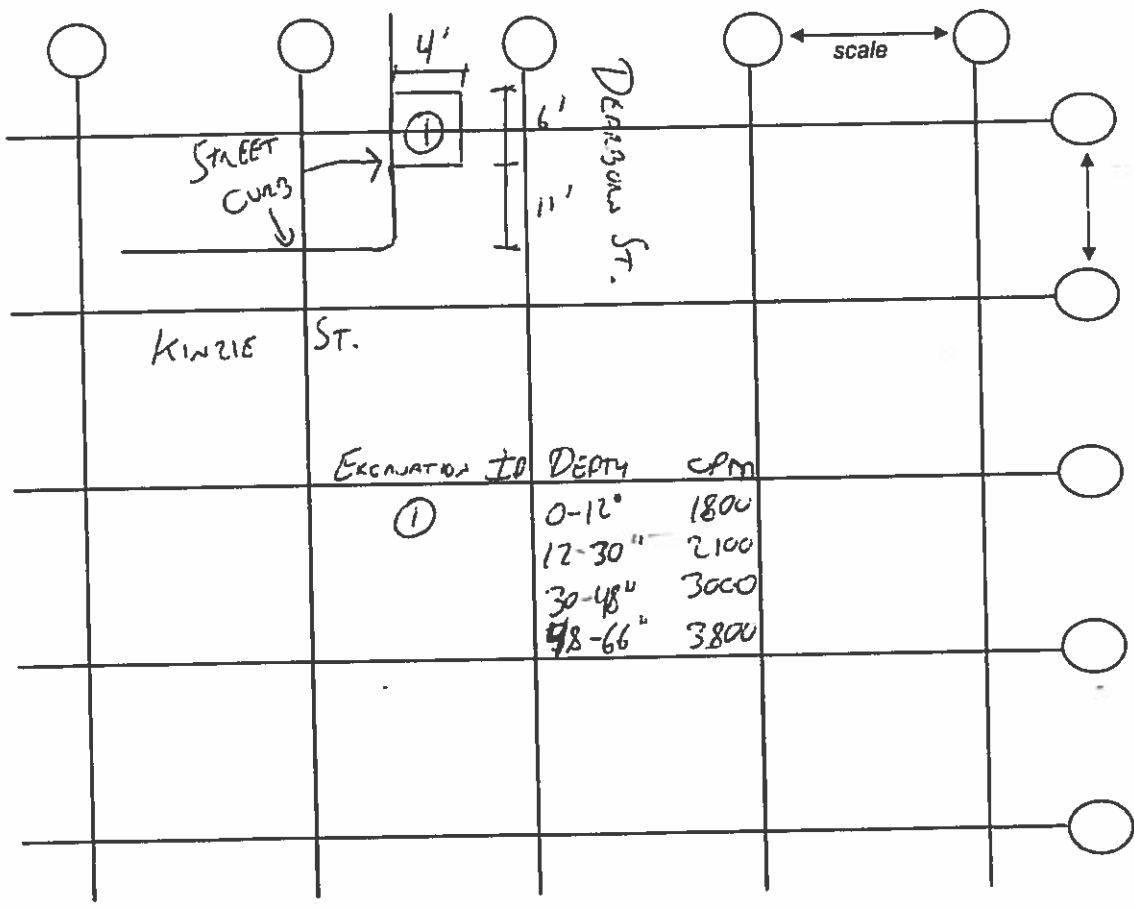 scale
4'
①
6'
11'
DEARBORN ST.
STREET
CURB
KINZIE ST.
EXCAVATION ID DEPTH CPM
① 0-12" 1800
12-30" 2100
30-48" 3000
48-66" 3800